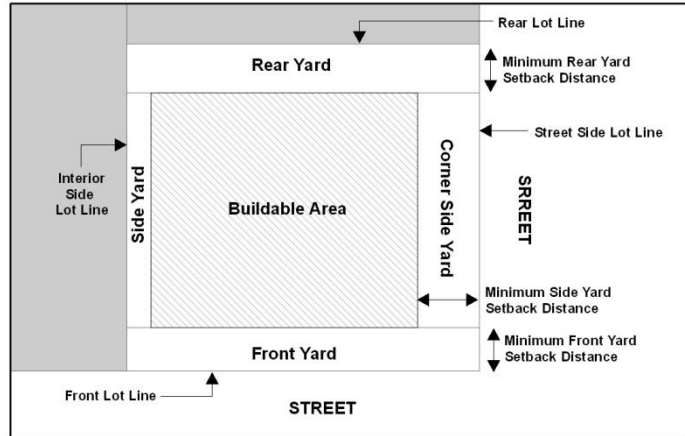 Rear Lot Line
Rear Yard
Minimum Rear Yard
Setback Distance
Street Side Lot Line
Interior
Side
Lot Line
Side Yard
Buildable Area
Corner Side Yard
SRREET
Minimum Side Yard
Setback Distance
Front Yard
Minimum Front Yard
Setback Distance
Front Lot Line
STREET